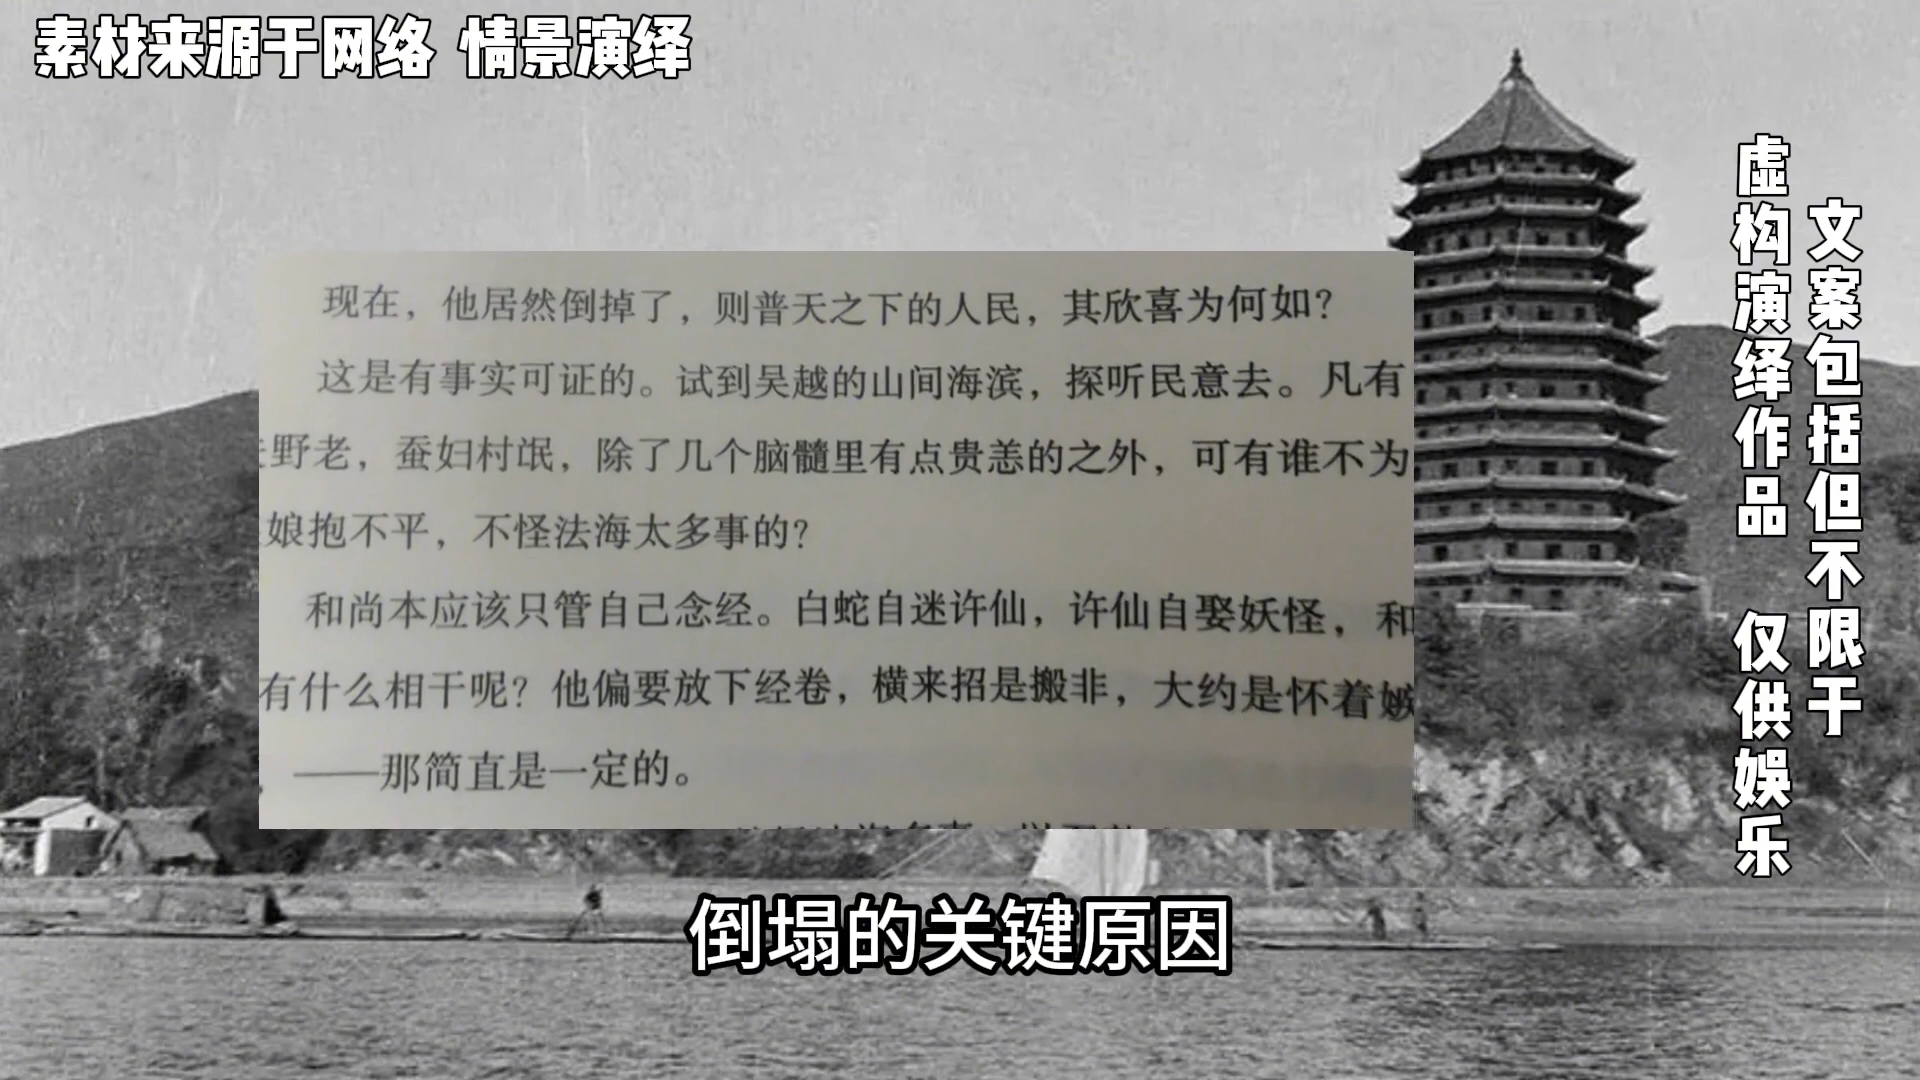 素材来源于网络 情景演绎
文案包括但不限于
虚构演绎作品 仅供娱乐
现在，他居然倒掉了，则普天之下的人民，其欣喜为何如？
这是有事实可证的。试到吴越的山间海滨，探听民意去。凡有
野老，蚕妇村氓，除了几个脑髓里有点贵恙的之外，可有谁不为
娘抱不平，不怪法海太多事的？
和尚本应该只管自己念经。白蛇自迷许仙，许仙自娶妖怪，和
有什么相干呢？他偏要放下经卷，横来招是搬非，大约是怀着嫉
——那简直是一定的。
倒塌的关键原因